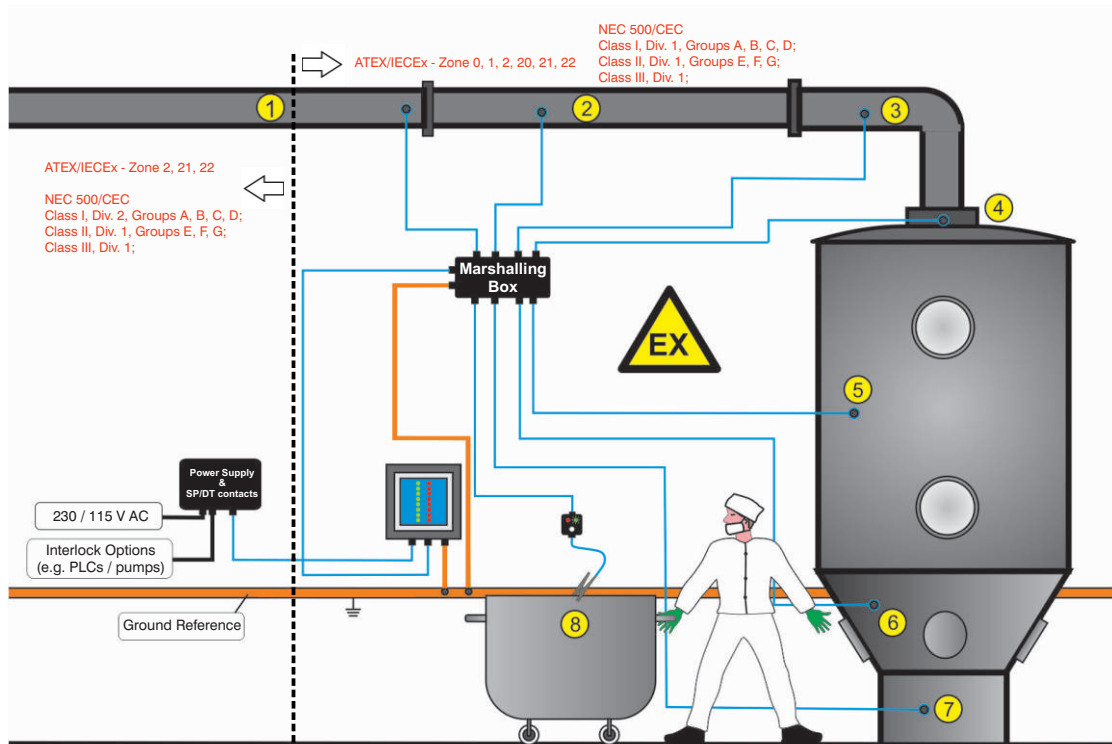 NEC 500/CEC
Class I, Div. 1, Groups A, B, C, D;
Class II, Div. 1, Groups E, F, G;
Class III, Div. 1;
ATEX/IECEx - Zone 0, 1, 2, 20, 21, 22
1
2
3
ATEX/IECEx - Zone 2, 21, 22
NEC 500/CEC
Class I, Div. 2, Groups A, B, C, D;
Class II, Div. 1, Groups E, F, G;
Class III, Div. 1;
4
Marshalling
Box
EX
5
Power Supply
&
SP/DT contacts
230 / 115 V AC
Interlock Options
(e.g. PLCs / pumps)
Ground Reference
8
6
7